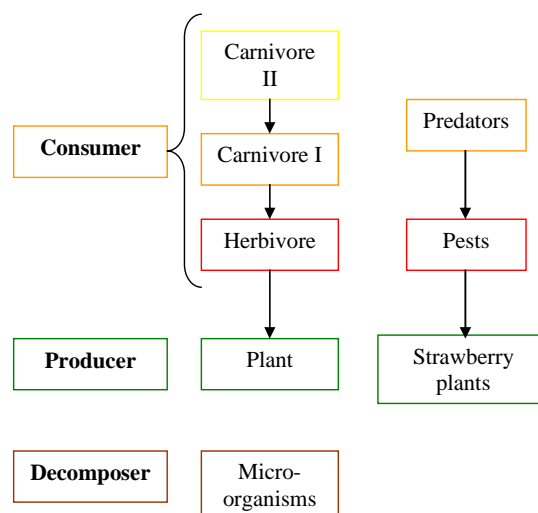 Carnivore
II
Predators
Consumer
Carnivore I
Herbivore
Pests
Producer
Plant
Strawberry
plants
Decomposer
Micro-
organisms